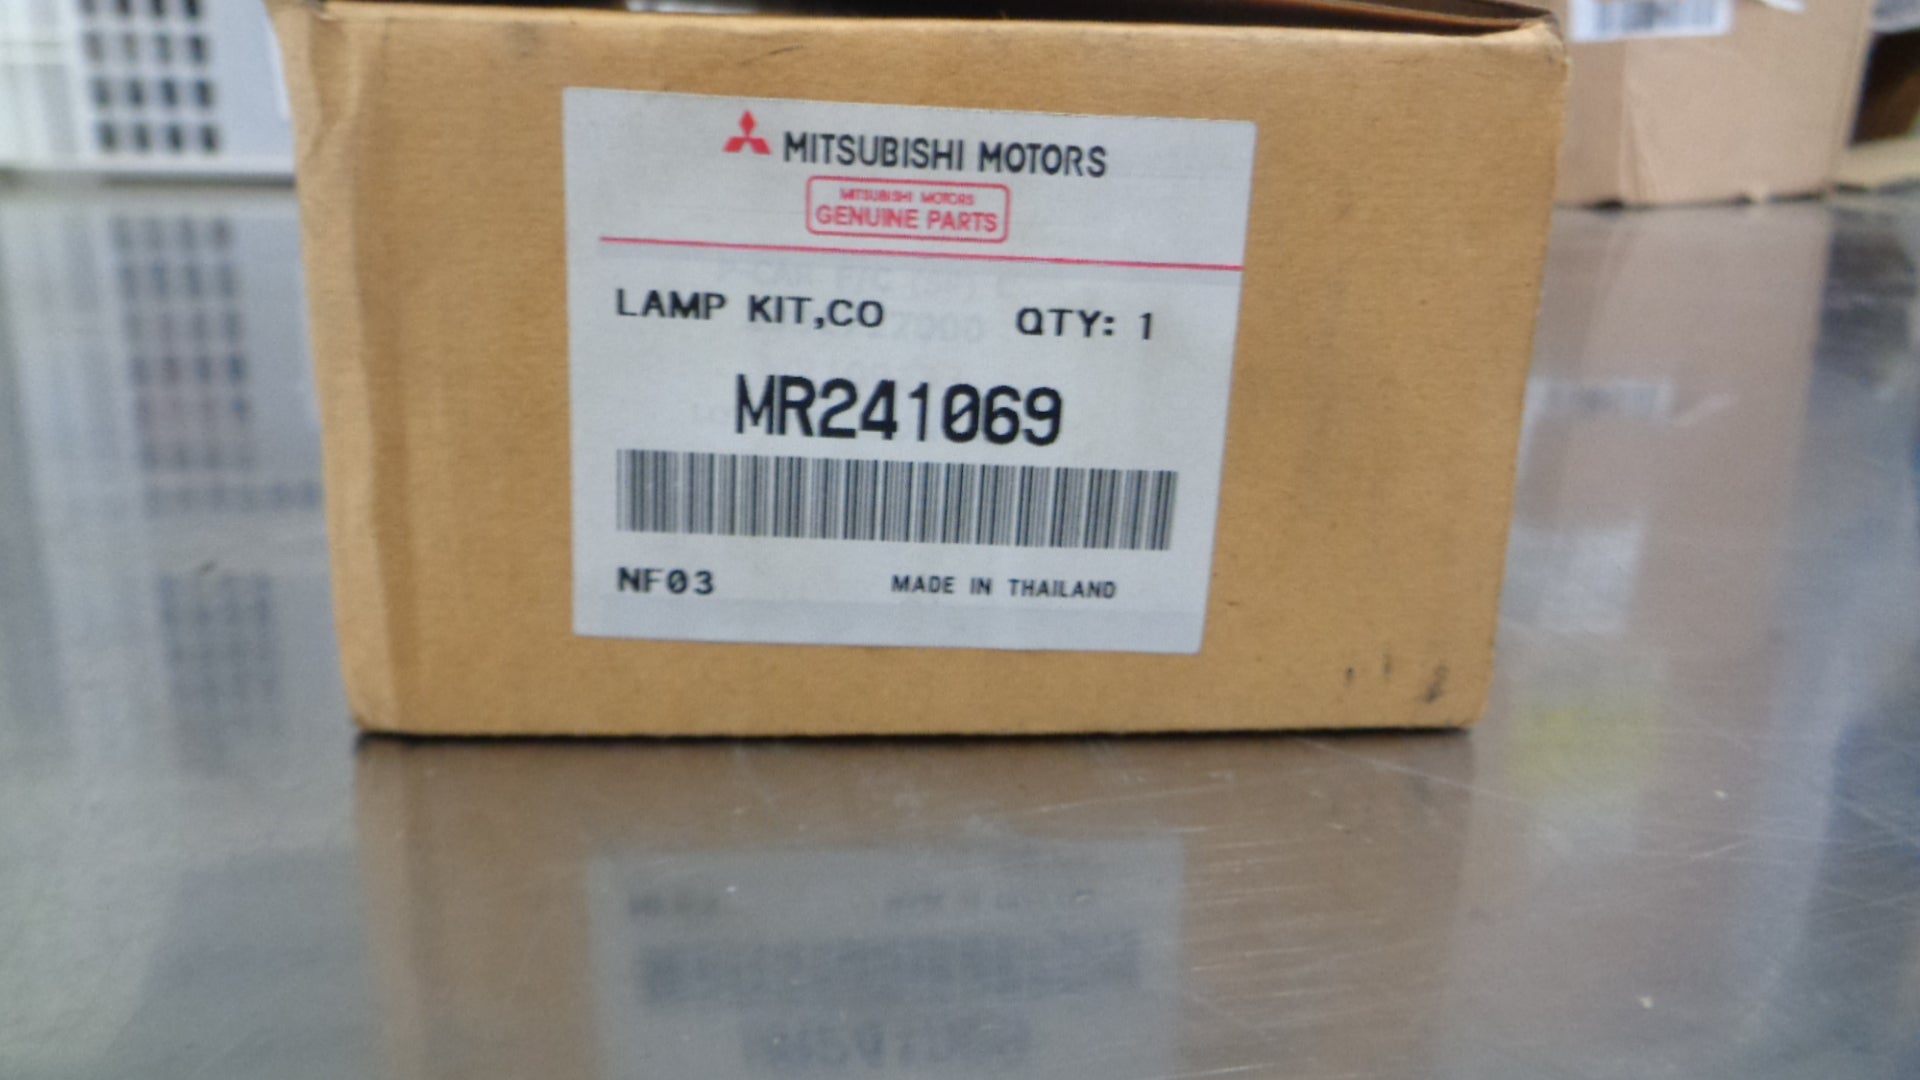 MITSUBISHI MOTORS
MITSUBISHI MOTORS
GENUINE PARTS
LAMP KIT,CO QTY: 1
MR241069
NF03 MADE IN THAILAND